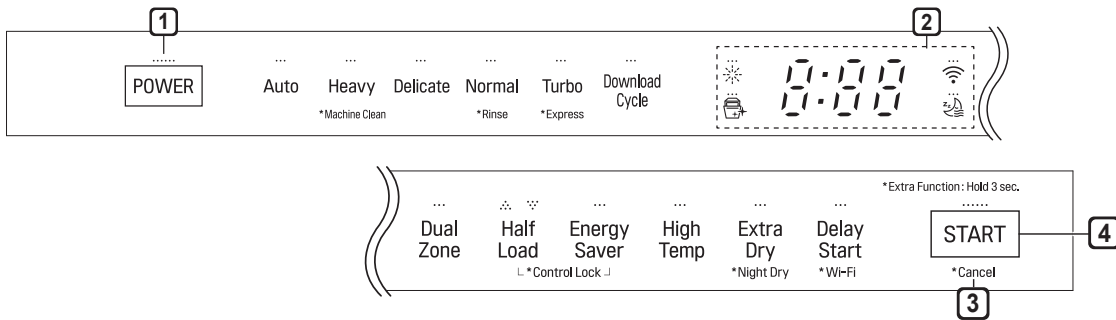 1
2
POWER
Auto
Heavy
Delicate
Normal
Turbo
Download
Cycle
*Machine Clean
*Rinse
*Express
8:88
*Extra Function: Hold 3 sec.
Dual
Zone
Half
Load
Energy
Saver
High
Temp
Extra
Dry
Delay
Start
START
4
*Control Lock
*Night Dry
*Wi-Fi
*Cancel
3